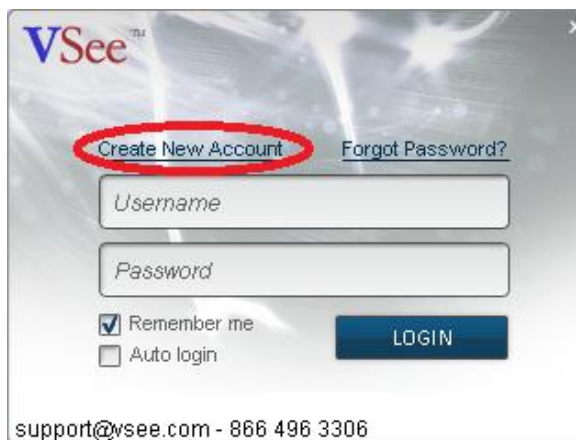 VSee™
Create New Account Forgot Password?
Username
Password
Remember me
LOGIN
Auto login
support@vsee.com - 866 496 3306